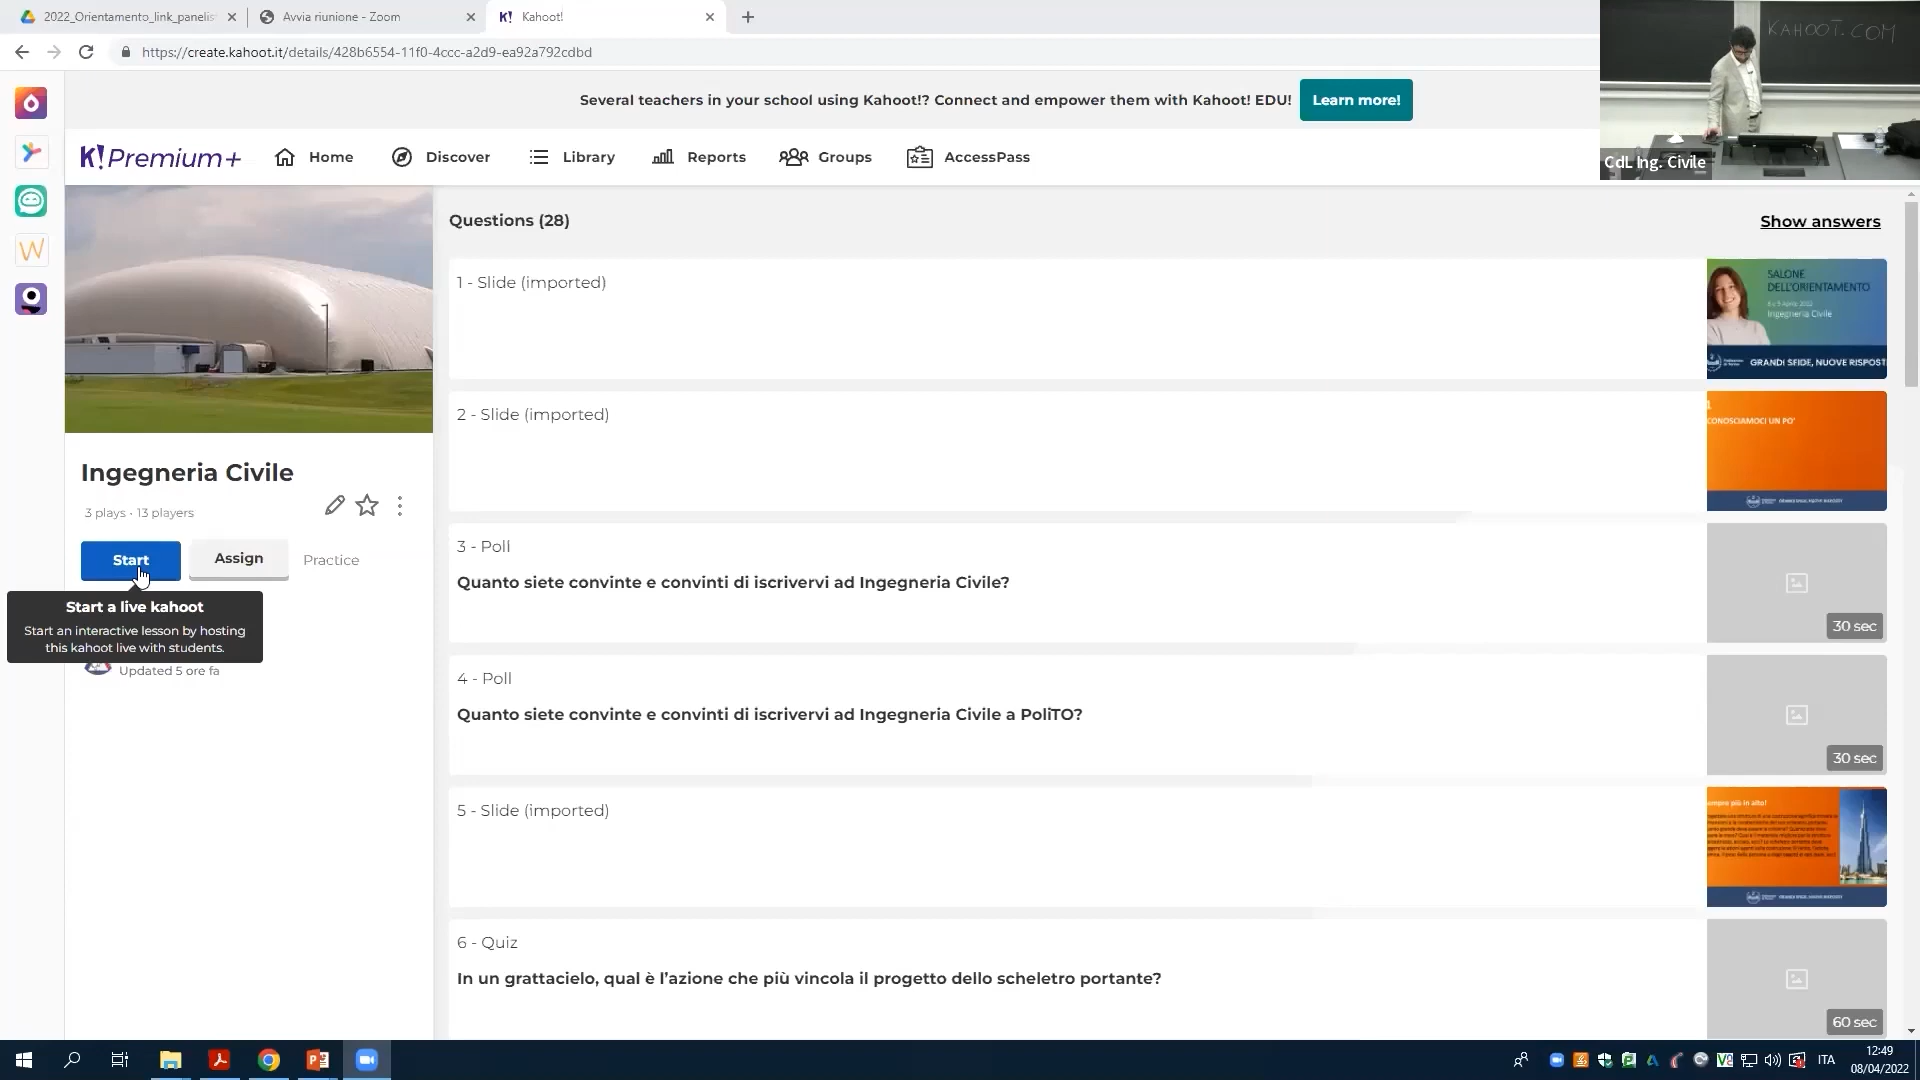 2022_Orientamento_link_panelis
Avvia riunione - Zoom
K! Kahoot!
https://create.kahoot.it/details/428b6554-11f0-4ccc-a2d9-ea92a792cdbd
KAHOOT.COM
CdL Ing. Civile
Several teachers in your school using Kahoot!? Connect and empower them with Kahoot! EDU!
Learn more!
K! Premium+
Home
Discover
Library
Reports
Groups
AccessPass
Ingegneria Civile
3 plays · 13 players
Start
Assign
Practice
Start a live kahoot
Start an interactive lesson by hosting
this kahoot live with students.
Updated 5 ore fa
Questions (28)
Show answers
1 - Slide (imported)
SALONE
DELL'ORIENTAMENTO
Ingegneria Civile
GRANDI SFIDE, NUOVE RISPOST
2 - Slide (imported)
1
CONOSCIAMOCI UN PO'
3 - Poll
Quanto siete convinte e convinti di iscrivervi ad Ingegneria Civile?
30 sec
4 - Poll
Quanto siete convinte e convinti di iscrivervi ad Ingegneria Civile a PoliTO?
30 sec
5 - Slide (imported)
empre più in alto!
6 - Quiz
In un grattacielo, qual è l'azione che più vincola il progetto dello scheletro portante?
60 sec
ITA
12:49
08/04/2022